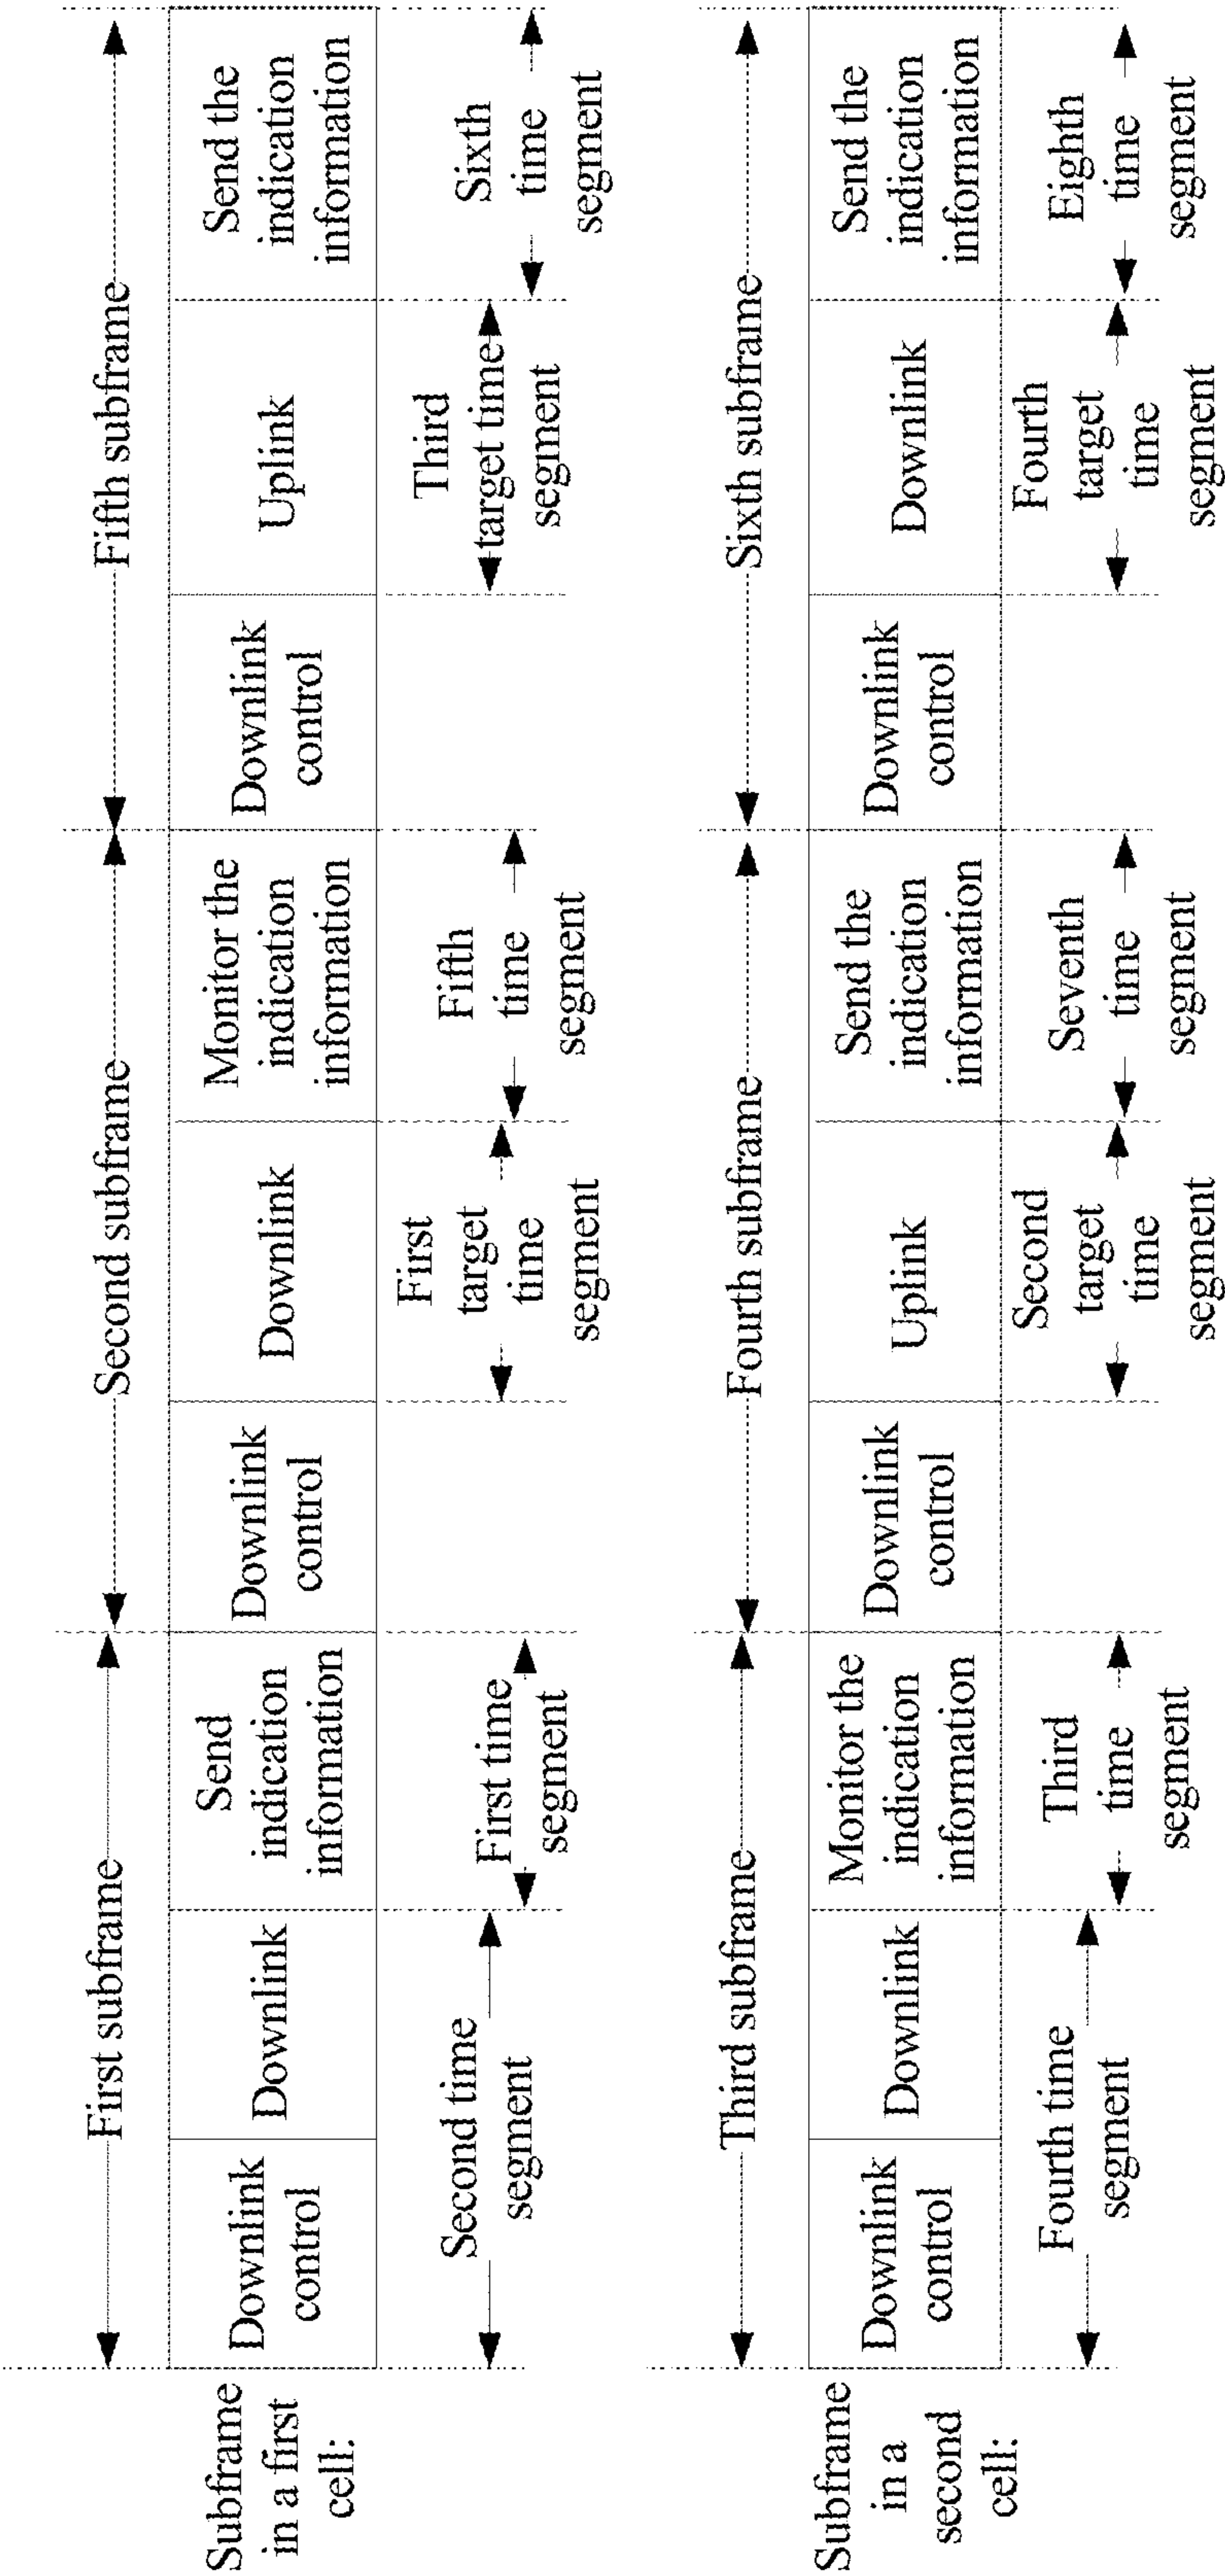 First subframe
Second subframe
Fifth subframe
Subframe
in a first
cell:
Downlink
control
Downlink
Send
indication
information
Downlink
control
Downlink
Monitor the
indication
information
Downlink
control
Uplink
Send the
indication
information
Second time
segment
First time
segment
First
target
time
segment
Fifth
time
segment
Third
target time
segment
Sixth
time
segment
Third subframe
Fourth subframe
Sixth subframe
Subframe
in a
second
cell:
Downlink
control
Downlink
Monitor the
indication
information
Downlink
control
Uplink
Send the
indication
information
Downlink
control
Downlink
Send the
indication
information
Fourth time
segment
Third
time
segment
Second
target
time
segment
Seventh
time
segment
Fourth
target
time
segment
Eighth
time
segment